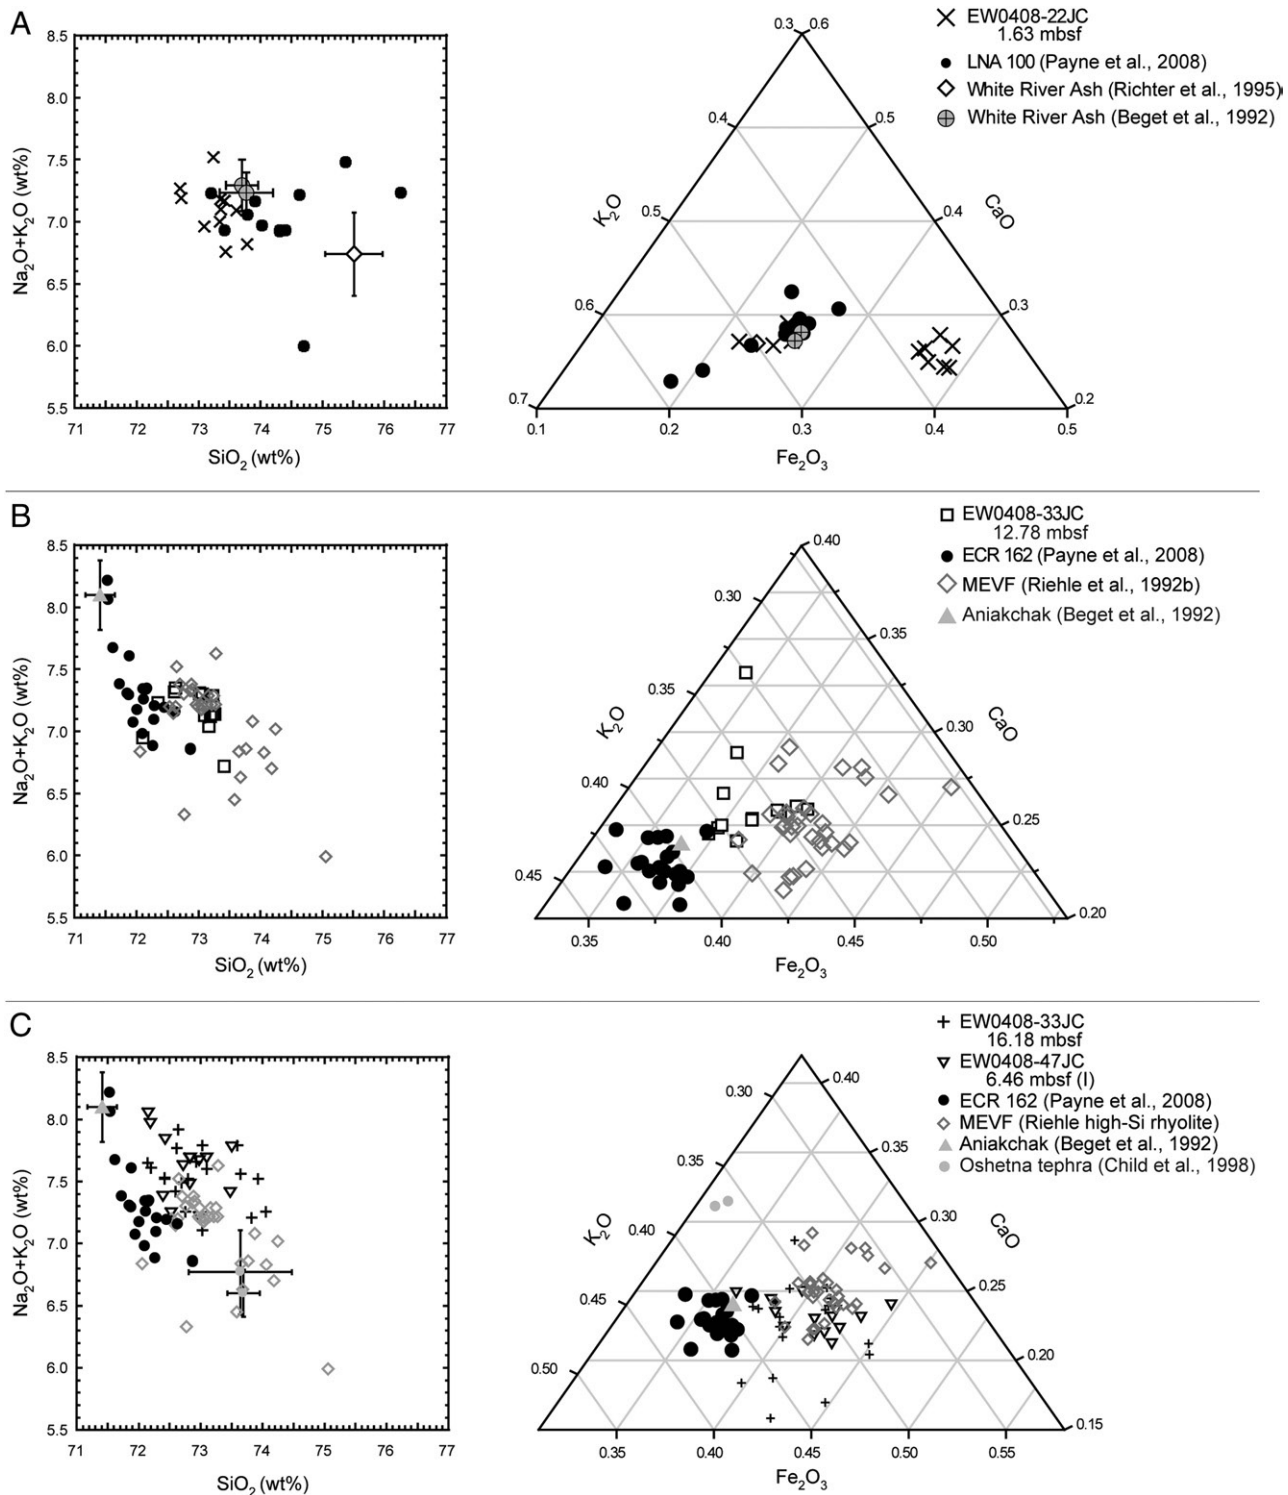 A
8.5
8.0
7.5
7.0
6.5
6.0
5.5
Na2O+K2O (wt%)
71 72 73 74 75 76 77
SiO2 (wt%)
0.3 0.6
0.4 0.5
0.5 0.4
0.6 0.3
0.7 0.2
K2O
CaO
0.1 0.2 0.3 0.4 0.5
Fe2O3
EW0408-22JC
1.63 mbsf
LNA 100 (Payne et al., 2008)
White River Ash (Richter et al., 1995)
White River Ash (Beget et al., 1992)
B
8.5
8.0
7.5
7.0
6.5
6.0
5.5
Na2O+K2O (wt%)
71 72 73 74 75 76 77
SiO2 (wt%)
0.40
0.30
0.35
0.35
0.30
0.40
0.25
0.45
0.20
K2O
CaO
0.35 0.40 0.45 0.50
Fe2O3
EW0408-33JC
12.78 mbsf
ECR 162 (Payne et al., 2008)
MEVF (Riehle et al., 1992b)
Aniakchak (Beget et al., 1992)
C
8.5
8.0
7.5
7.0
6.5
6.0
5.5
Na2O+K2O (wt%)
71 72 73 74 75 76 77
SiO2 (wt%)
0.30 0.40
0.35 0.35
0.40 0.30
0.45 0.25
0.50 0.20
0.15
K2O
CaO
0.35 0.40 0.45 0.50 0.55
Fe2O3
EW0408-33JC
16.18 mbsf
EW0408-47JC
6.46 mbsf (I)
ECR 162 (Payne et al., 2008)
MEVF (Riehle high-Si rhyolite)
Aniakchak (Beget et al., 1992)
Oshetna tephra (Child et al., 1998)